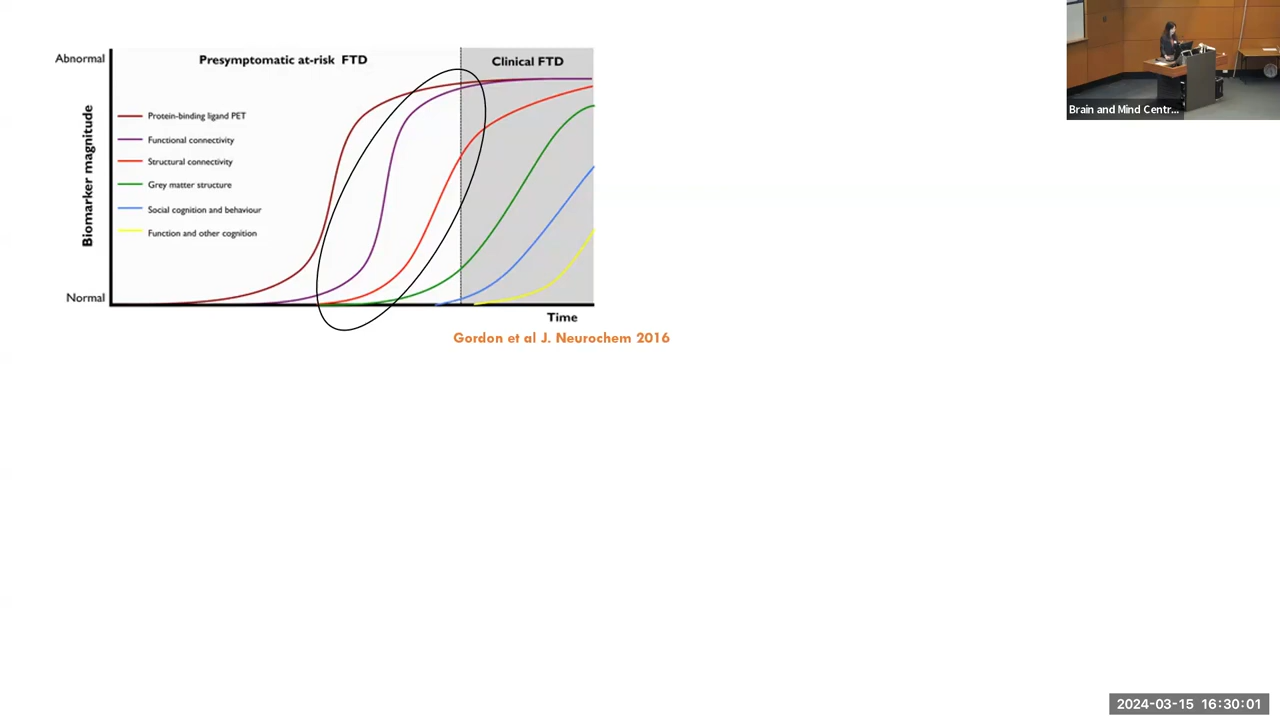 Abnormal
Presymptomatic at-risk FTD
Clinical FTD
Biomarker magnitude
Protein-binding ligand PET
Functional connectivity
Structural connectivity
Grey matter structure
Social cognition and behaviour
Function and other cognition
Normal
Time
Gordon et al J. Neurochem 2016
Brain and Mind Centr...
2024-03-15 16:30:01